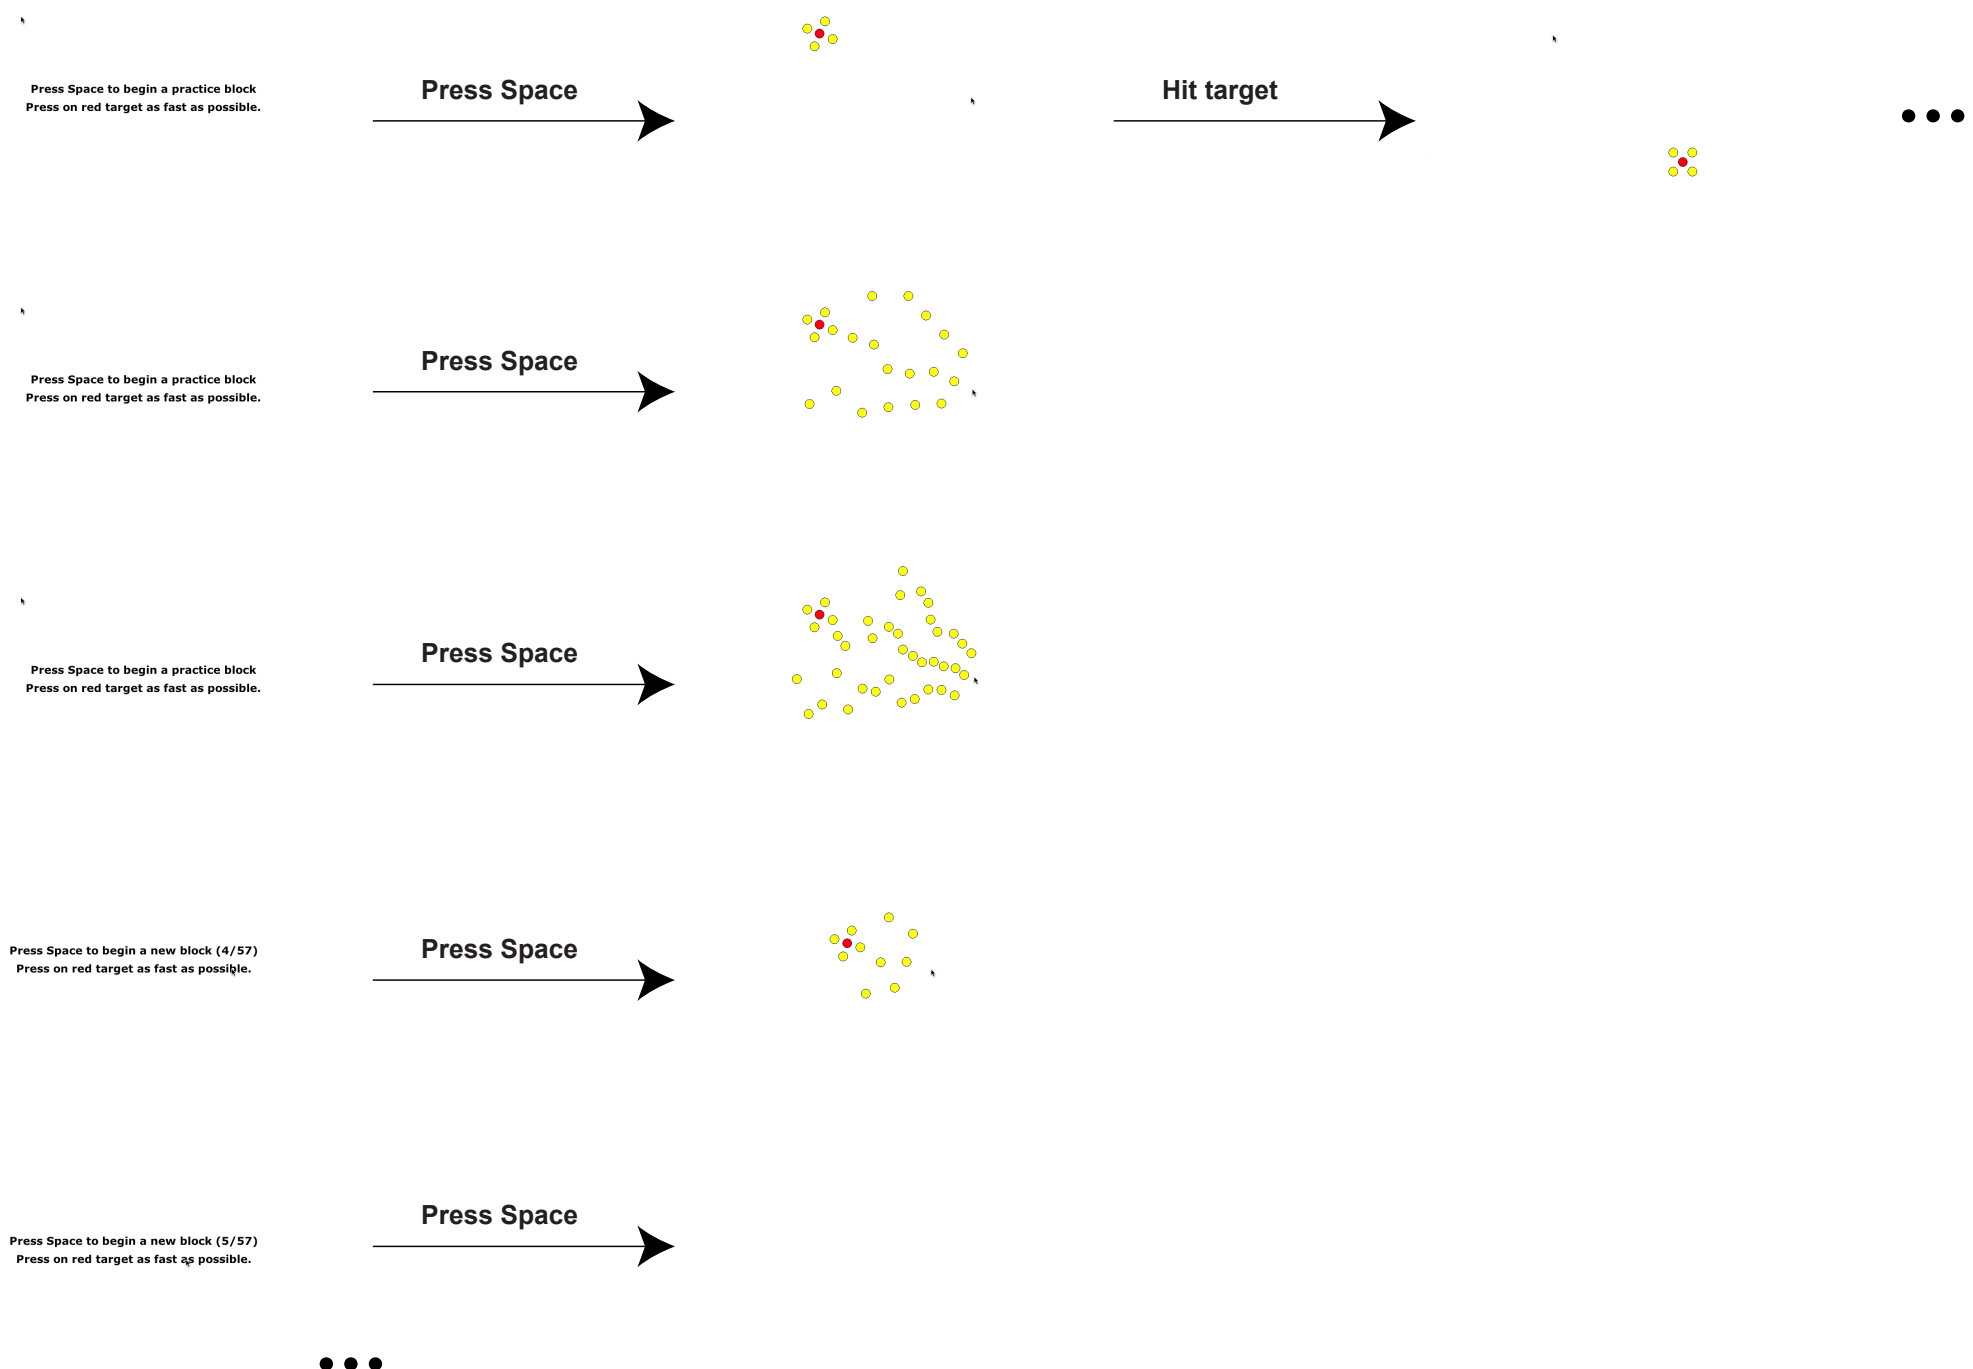 Press Space to begin a practice block
Press on red target as fast as possible.
Press Space
Hit target
Press Space to begin a practice block
Press on red target as fast as possible.
Press Space
Press Space to begin a practice block
Press on red target as fast as possible.
Press Space
Press Space to begin a new block (4/57)
Press on red target as fast as possible.
Press Space
Press Space to begin a new block (5/57)
Press on red target as fast as possible.
Press Space